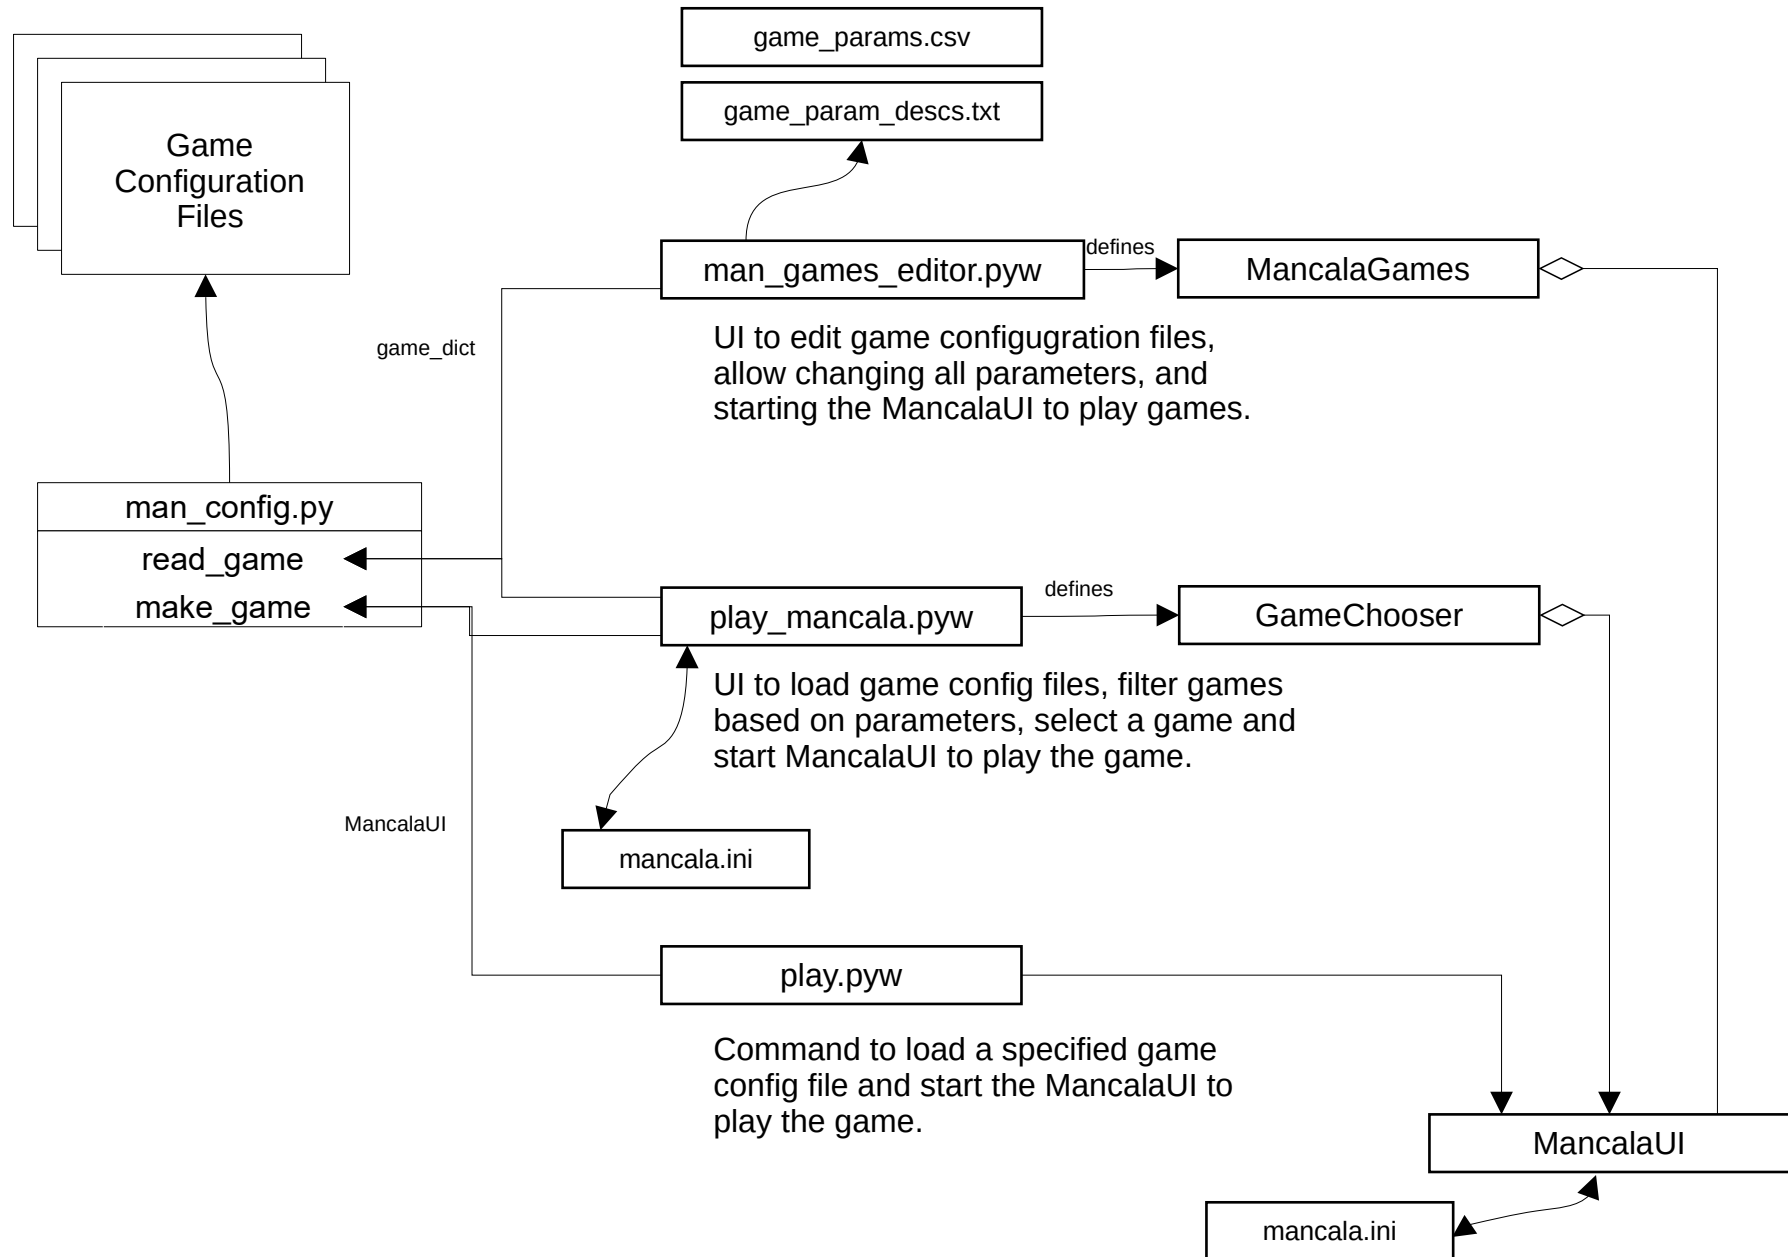 game_params.csv
game_param_descs.txt
Game
Configuration
Files
man_games_editor.pyw
defines
MancalaGames
UI to edit game configugration files,
allow changing all parameters, and
starting the MancalaUI to play games.
game_dict
man_config.py
read_game
make_game
play_mancala.pyw
defines
GameChooser
UI to load game config files, filter games
based on parameters, select a game and
start MancalaUI to play the game.
MancalaUI
mancala.ini
play.pyw
Command to load a specified game
config file and start the MancalaUI to
play the game.
MancalaUI
mancala.ini